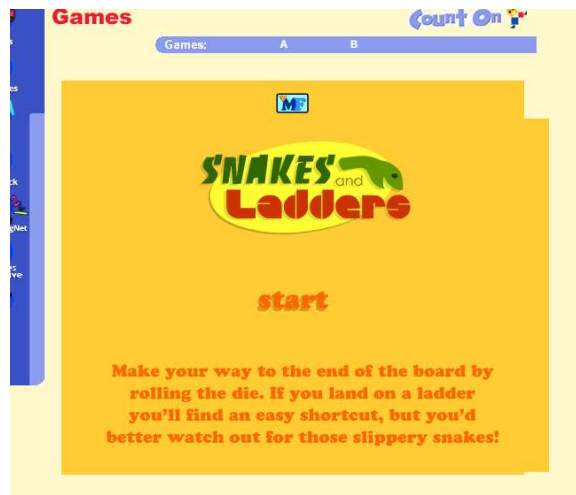 Games
Count On
Games: A B
MF
SNAKES and
Ladders
start
Make your way to the end of the board by
rolling the die. If you land on a ladder
you'll find an easy shortcut, but you'd
better watch out for those slippery snakes!